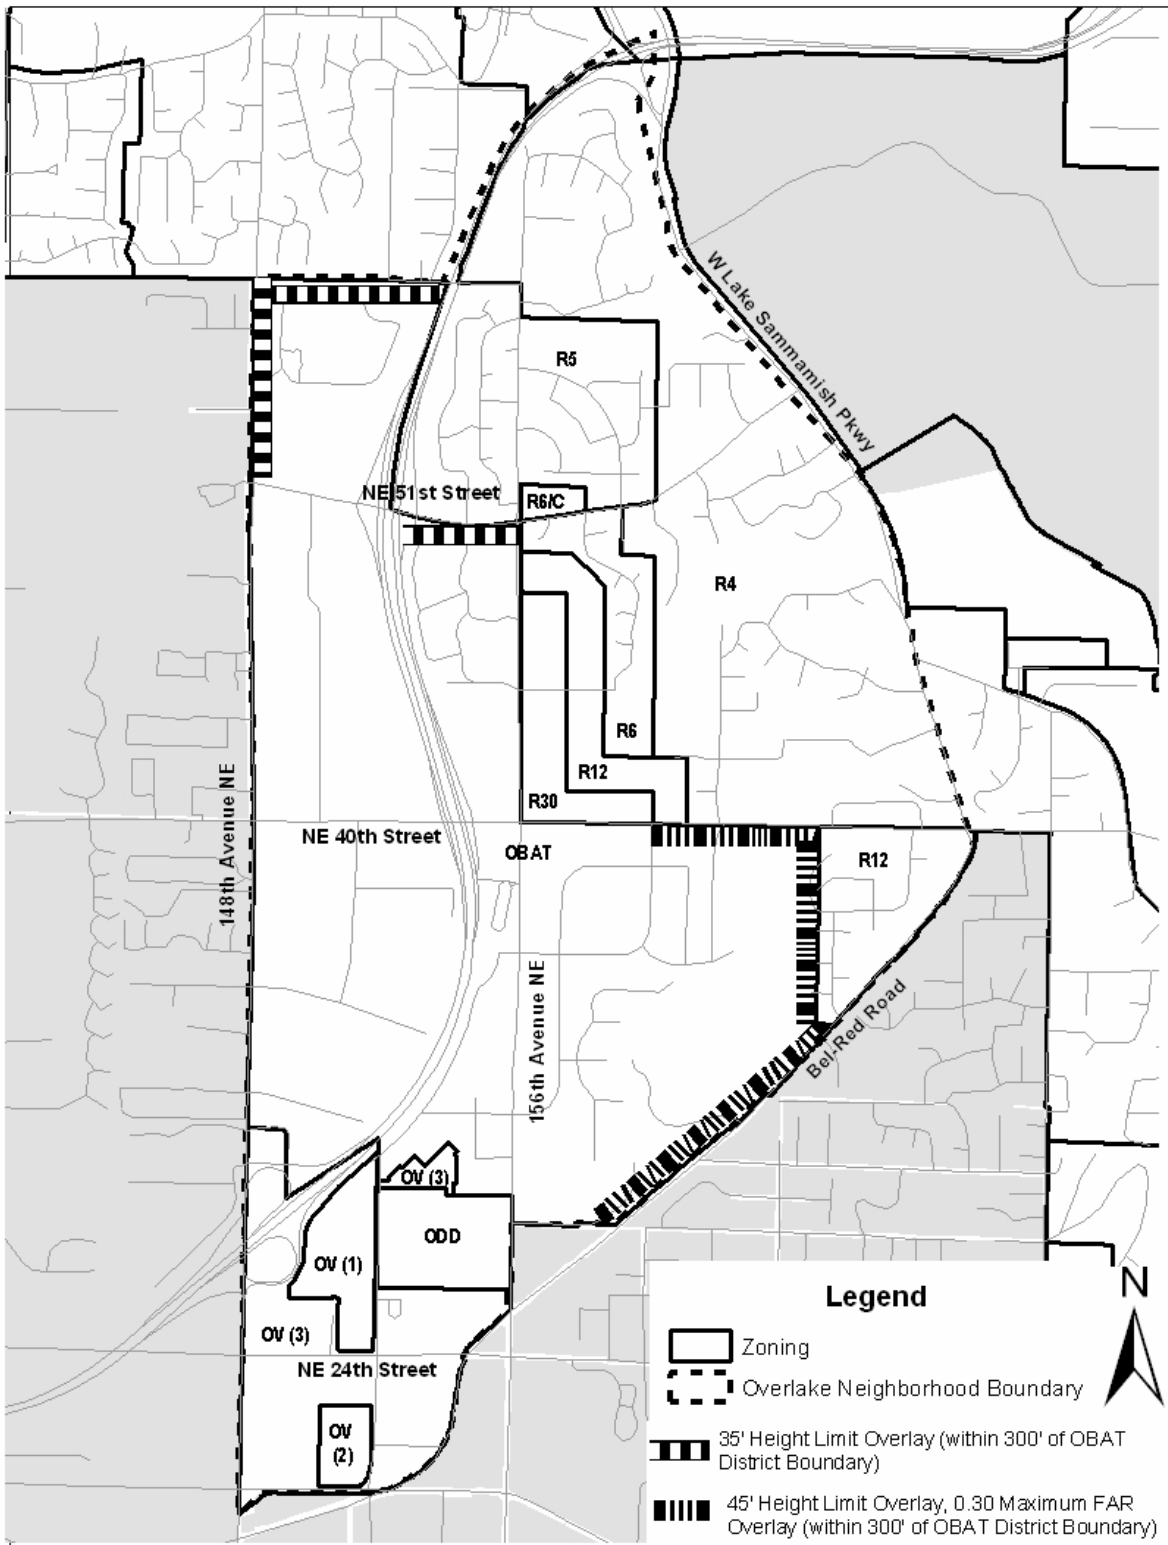 W Lake Sammamish Pkwy
R5
NE 51st Street
R6/C
R4
R6
R12
R30
148th Avenue NE
NE 40th Street
OBAT
R12
156th Avenue NE
Bel-Red Road
OV (3)
ODD
OV (1)
OV (3)
NE 24th Street
OV
(2)
N
Legend
Zoning
Overlake Neighborhood Boundary
35' Height Limit Overlay (within 300' of OBAT
District Boundary)
45' Height Limit Overlay, 0.30 Maximum FAR
Overlay (within 300' of OBAT District Boundary)